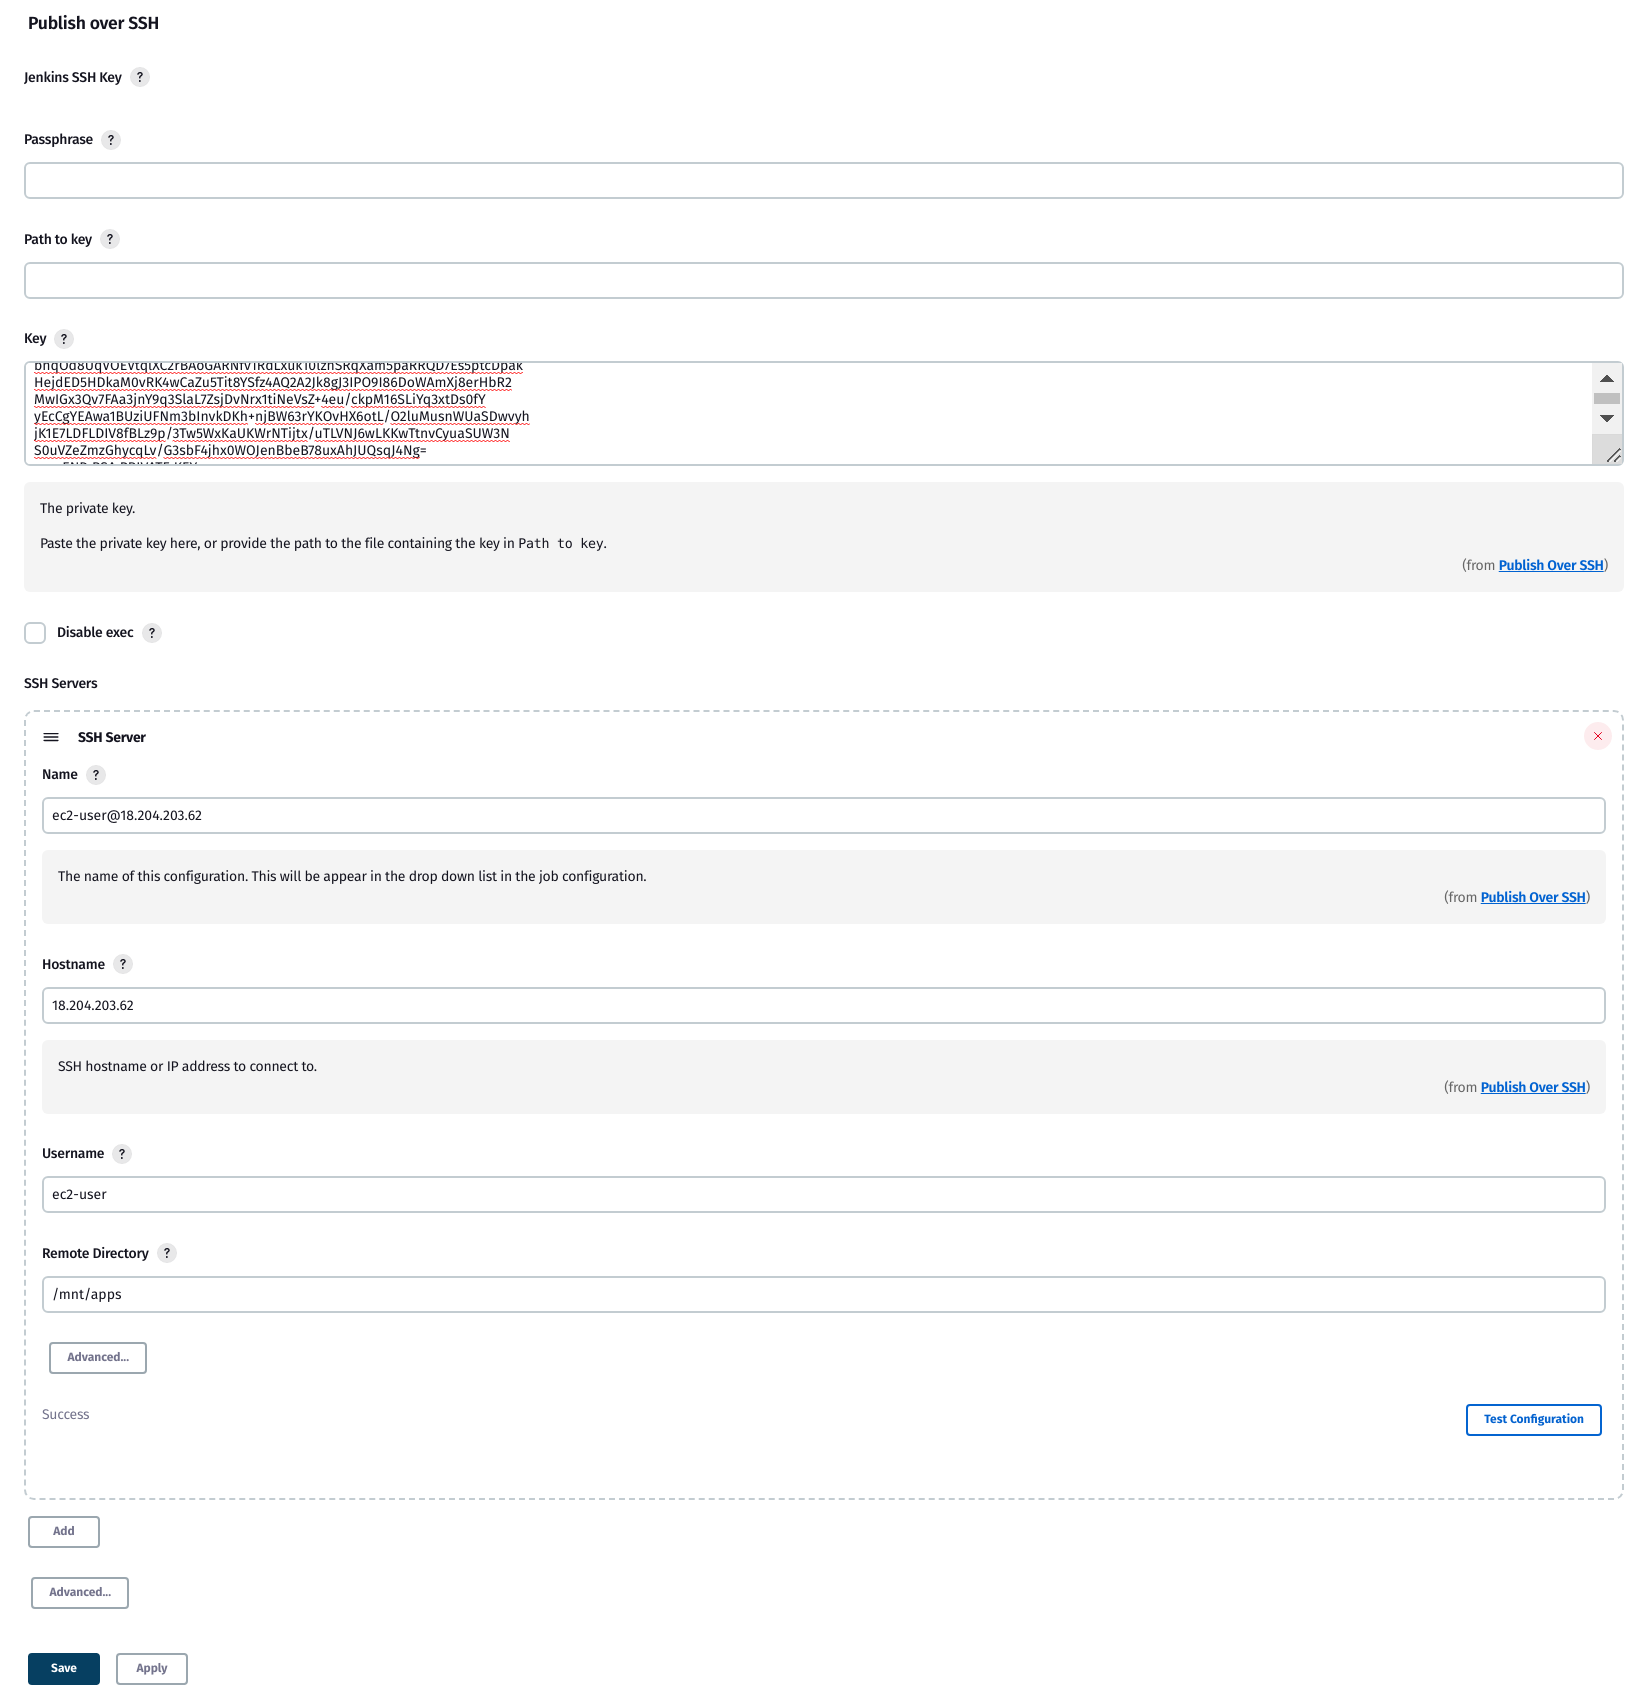 Publish over SSH
Jenkins SSH Key ?
Passphrase ?
Path to key ?
Key ?
HejdED5HDkaM0vRK4wCaZu5Tit8YSfz4AQ2A2Jk8gJ3IPO9I86DoWAmXj8erHbR2
MwIGx3Qv7FAa3jnY9q3SlaL7ZsjDvNrx1tiNeVsZ+4eu/ckpM16SLiYq3xtDs0fY
yEcCgYEAwa1BUziUFNm3bInvkDKh+njBW63rYKOvHX6otL/O2luMusnWUaSDwvyh
jK1E7LDFLDIV8fBLz9p/3Tw5WxKaUKWrNTijtx/uTLVNJ6wLKKwTtnvCyuaSUW3N
S0uVZeZmzGhycqLv/G3sbF4jhx0WOJenBbeB78uxAhJUQsqJ4Ng=
END RSA PRIVATE KEY
The private key.
Paste the private key here, or provide the path to the file containing the key in Path to key.
(from Publish Over SSH)
Disable exec ?
SSH Servers
SSH Server
Name ?
ec2-user@18.204.203.62
The name of this configuration. This will be appear in the drop down list in the job configuration.
(from Publish Over SSH)
Hostname ?
18.204.203.62
SSH hostname or IP address to connect to.
(from Publish Over SSH)
Username ?
ec2-user
Remote Directory ?
/mnt/apps
Advanced...
Success
Test Configuration
Add
Advanced...
Save
Apply